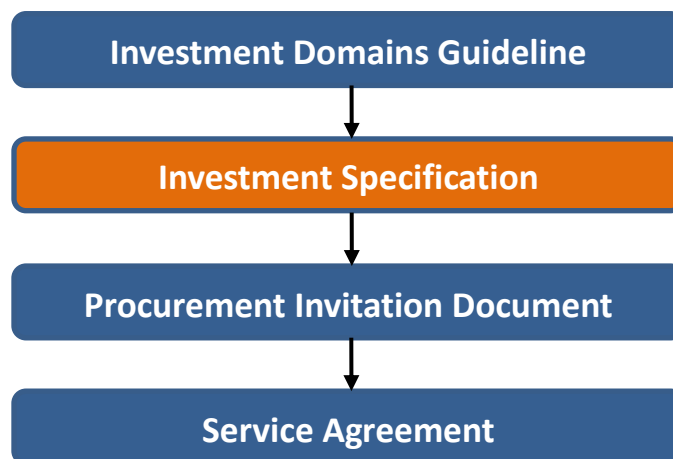 Investment Domains Guideline
Investment Specification
Procurement Invitation Document
Service Agreement